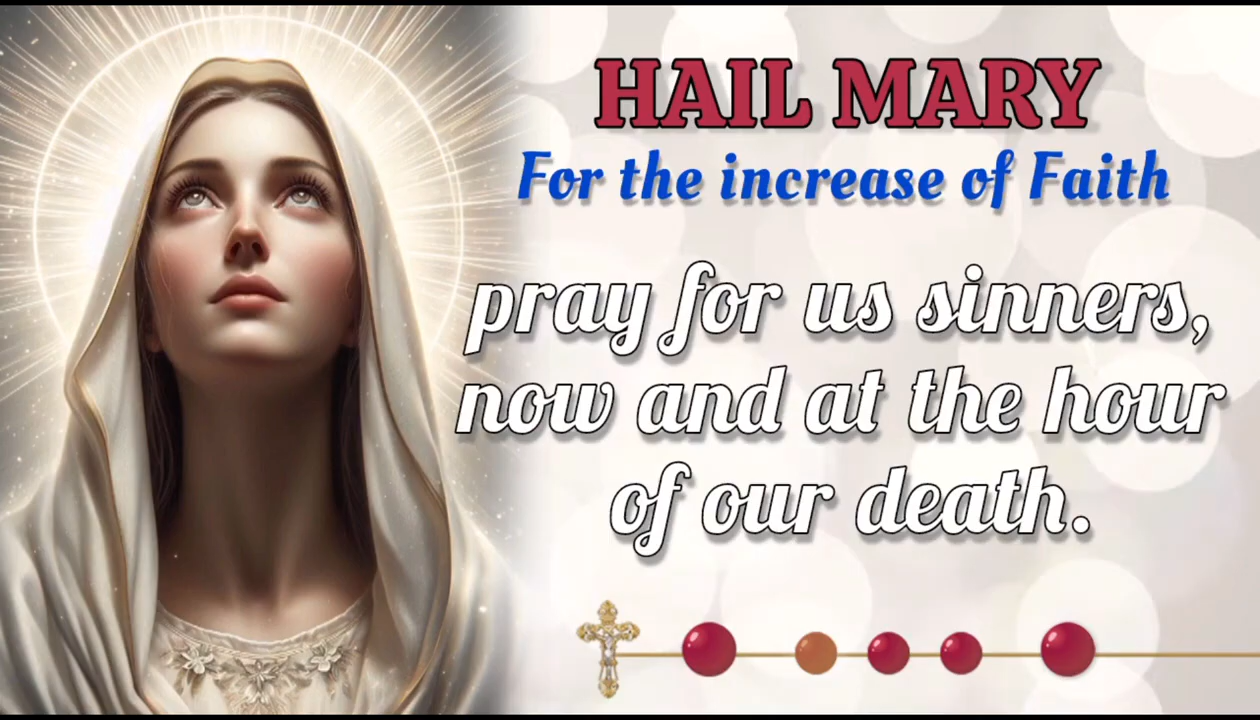 HAIL MARY
For the increase of Faith
pray for us sinners,
now and at the hour
of our death.